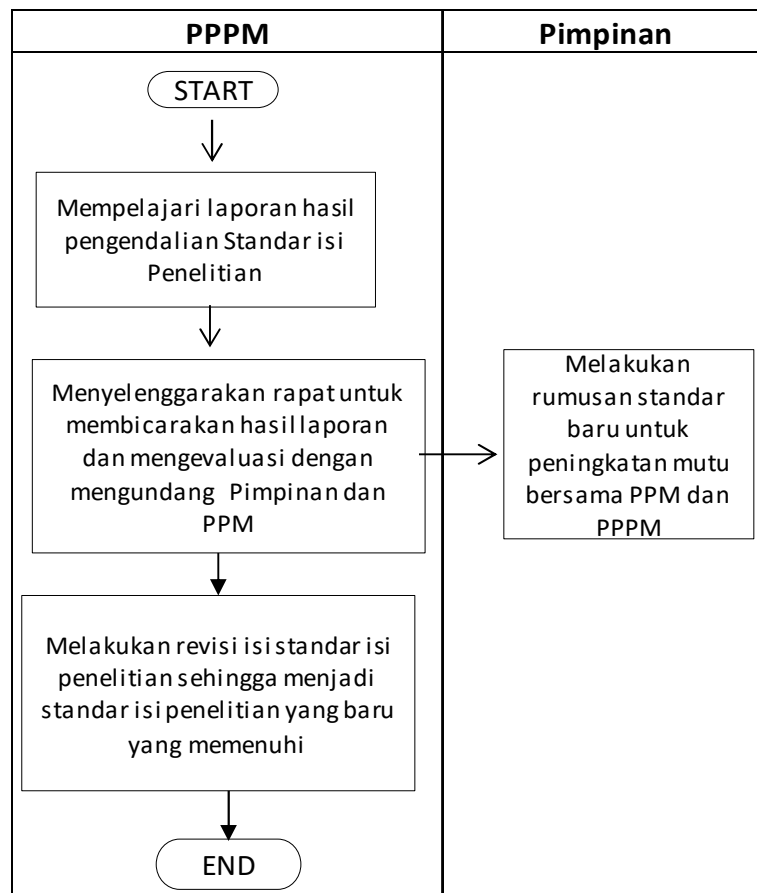 PPPM
Pimpinan
START
Mempelajari laporan hasil
pengendalian Standar isi
Penelitian
Menyelenggarakan rapat untuk
membicarakan hasil laporan
dan mengevaluasi dengan
mengundang Pimpinan dan
PPM
Melakukan
rumusan standar
baru untuk
peningkatan mutu
bersama PPM dan
PPPM
Melakukan revisi isi standar isi
penelitian sehingga menjadi
standar isi penelitian yang baru
yang memenuhi
END